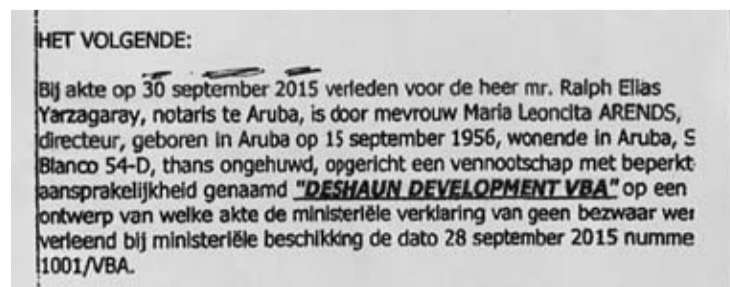 HET VOLGENDE:
Bij akte op 30 september 2015 verleden voor de heer mr. Ralph Elias
Yarzagaray, notaris te Aruba, is door mevrouw Maria Leoncita ARENDS,
directeur, geboren in Aruba op 15 september 1956, wonende in Aruba, S
Blanco 54-D, thans ongehuwd, opgericht een vennootschap met beperkt
aansprakelijkheid genaamd "DESHAUN DEVELOPMENT VBA" op een
ontwerp van welke akte de ministeriële verklaring van geen bezwaar wer
verleend bij ministeriële beschikking de dato 28 september 2015 numme
1001/VBA.